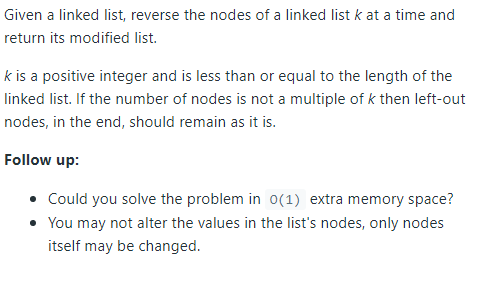 Given a linked list, reverse the nodes of a linked list k at a time and
return its modified list.
k is a positive integer and is less than or equal to the length of the
linked list. If the number of nodes is not a multiple of k then left-out
nodes, in the end, should remain as it is.
Follow up:
• Could you solve the problem in O(1) extra memory space?
• You may not alter the values in the list's nodes, only nodes
itself may be changed.